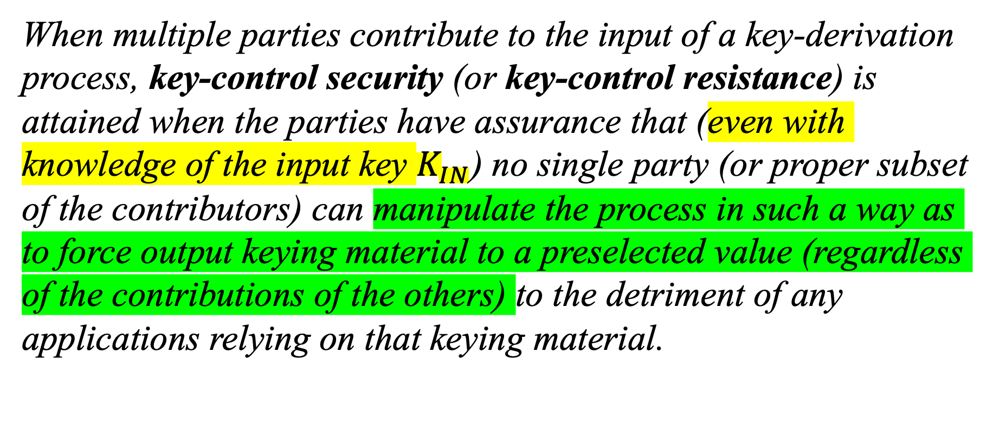 When multiple parties contribute to the input of a key-derivation
process, key-control security (or key-control resistance) is
attained when the parties have assurance that (even with
knowledge of the input key K_IN) no single party (or proper subset
of the contributors) can manipulate the process in such a way as
to force output keying material to a preselected value (regardless
of the contributions of the others) to the detriment of any
applications relying on that keying material.